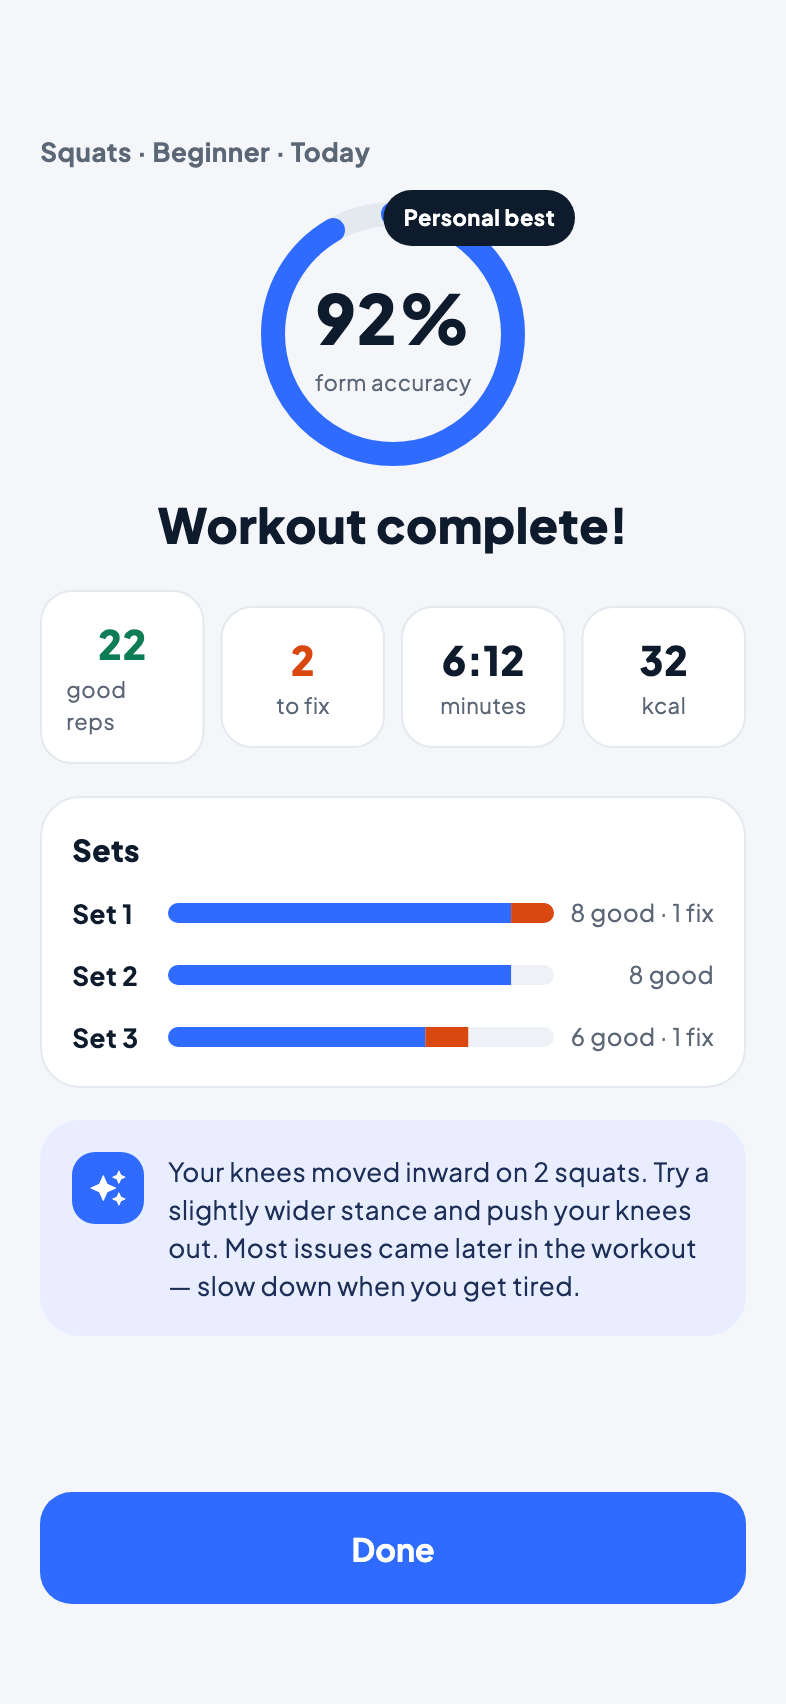 Squats · Beginner · Today
Personal best
92%
form accuracy
Workout complete!
22
good
reps
2
to fix
6:12
minutes
32
kcal
Sets
Set 1
8 good · 1 fix
Set 2
8 good
Set 3
6 good · 1 fix
Your knees moved inward on 2 squats. Try a
slightly wider stance and push your knees
out. Most issues came later in the workout
— slow down when you get tired.
Done